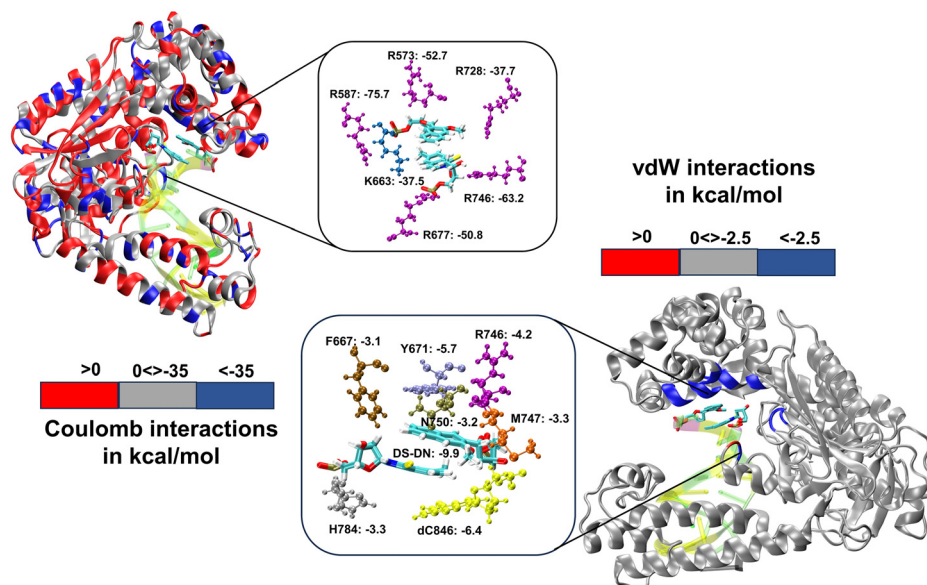 R573: -52.7
R728: -37.7
R587: -75.7
K663: -37.5
R746: -63.2
R677: -50.8
vdW interactions
in kcal/mol
>0 0<>-2.5 <-2.5
>0 0<>-35 <-35
Coulomb interactions
in kcal/mol
F667: -3.1
Y671: -5.7
R746: -4.2
N750: -3.2
M747: -3.3
DS-DN: -9.9
H784: -3.3
dC846: -6.4